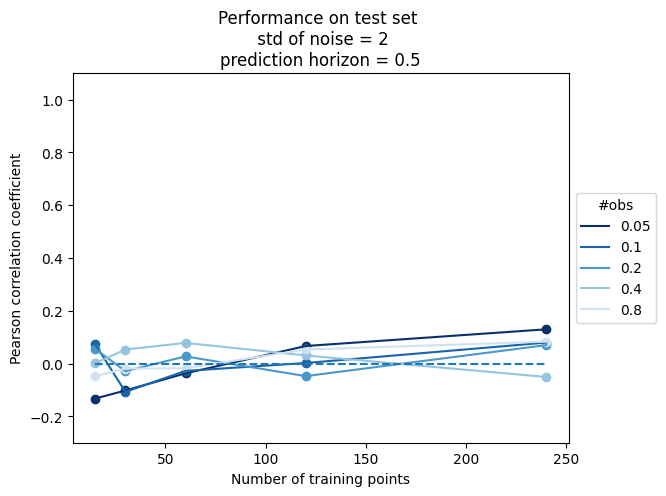 Performance on test set
std of noise = 2
prediction horizon = 0.5
Pearson correlation coefficient
1.0
0.8
0.6
0.4
0.2
0.0
−0.2
50
100
150
200
250
Number of training points
#obs
0.05
0.1
0.2
0.4
0.8